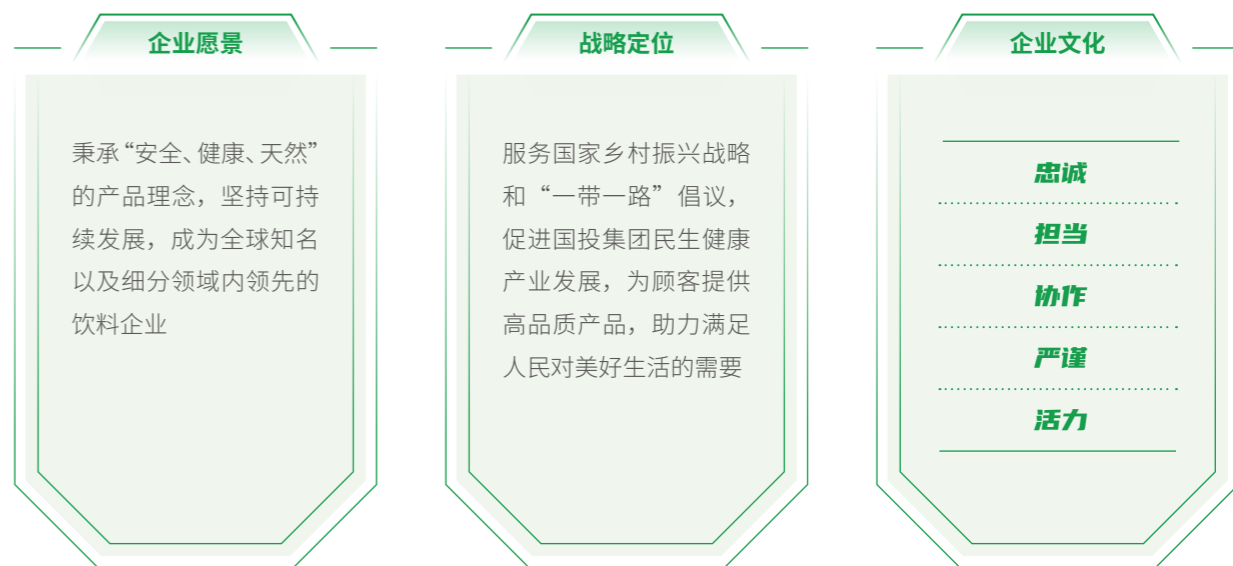 企业愿景
秉承“安全、健康、天然”
的产品理念，坚持可持
续发展，成为全球知名
以及细分领域内领先的
饮料企业
战略定位
服务国家乡村振兴战略
和“一带一路”倡议，
促进国投集团民生健康
产业发展，为顾客提供
高品质产品，助力满足
人民对美好生活的需要
企业文化
忠诚
担当
协作
严谨
活力